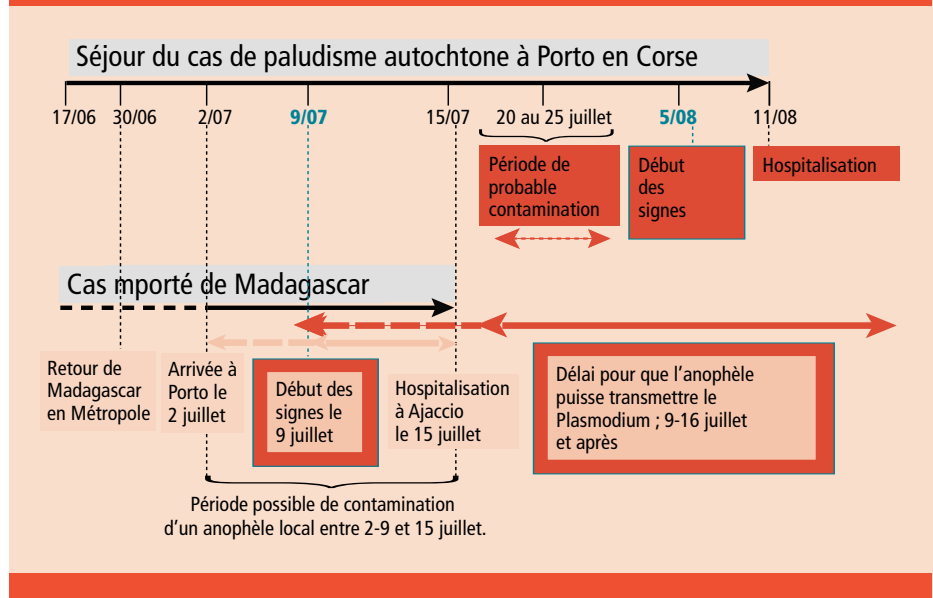 Séjour du cas de paludisme autochtone à Porto en Corse
17/06 30/06 2/07 9/07 15/07 20 au 25 juillet 5/08 11/08
Période de
probable
contamination
Début
des
signes
Hospitalisation
Cas mporté de Madagascar
Retour de
Madagascar
en Métropole
Arrivée à
Porto le
2 juillet
Début des
signes le
9 juillet
Hospitalisation
à Ajaccio
le 15 juillet
Délai pour que l'anophèle
puisse transmettre le
Plasmodium ; 9-16 juillet
et après
Période possible de contamination
d'un anophèle local entre 2-9 et 15 juillet.